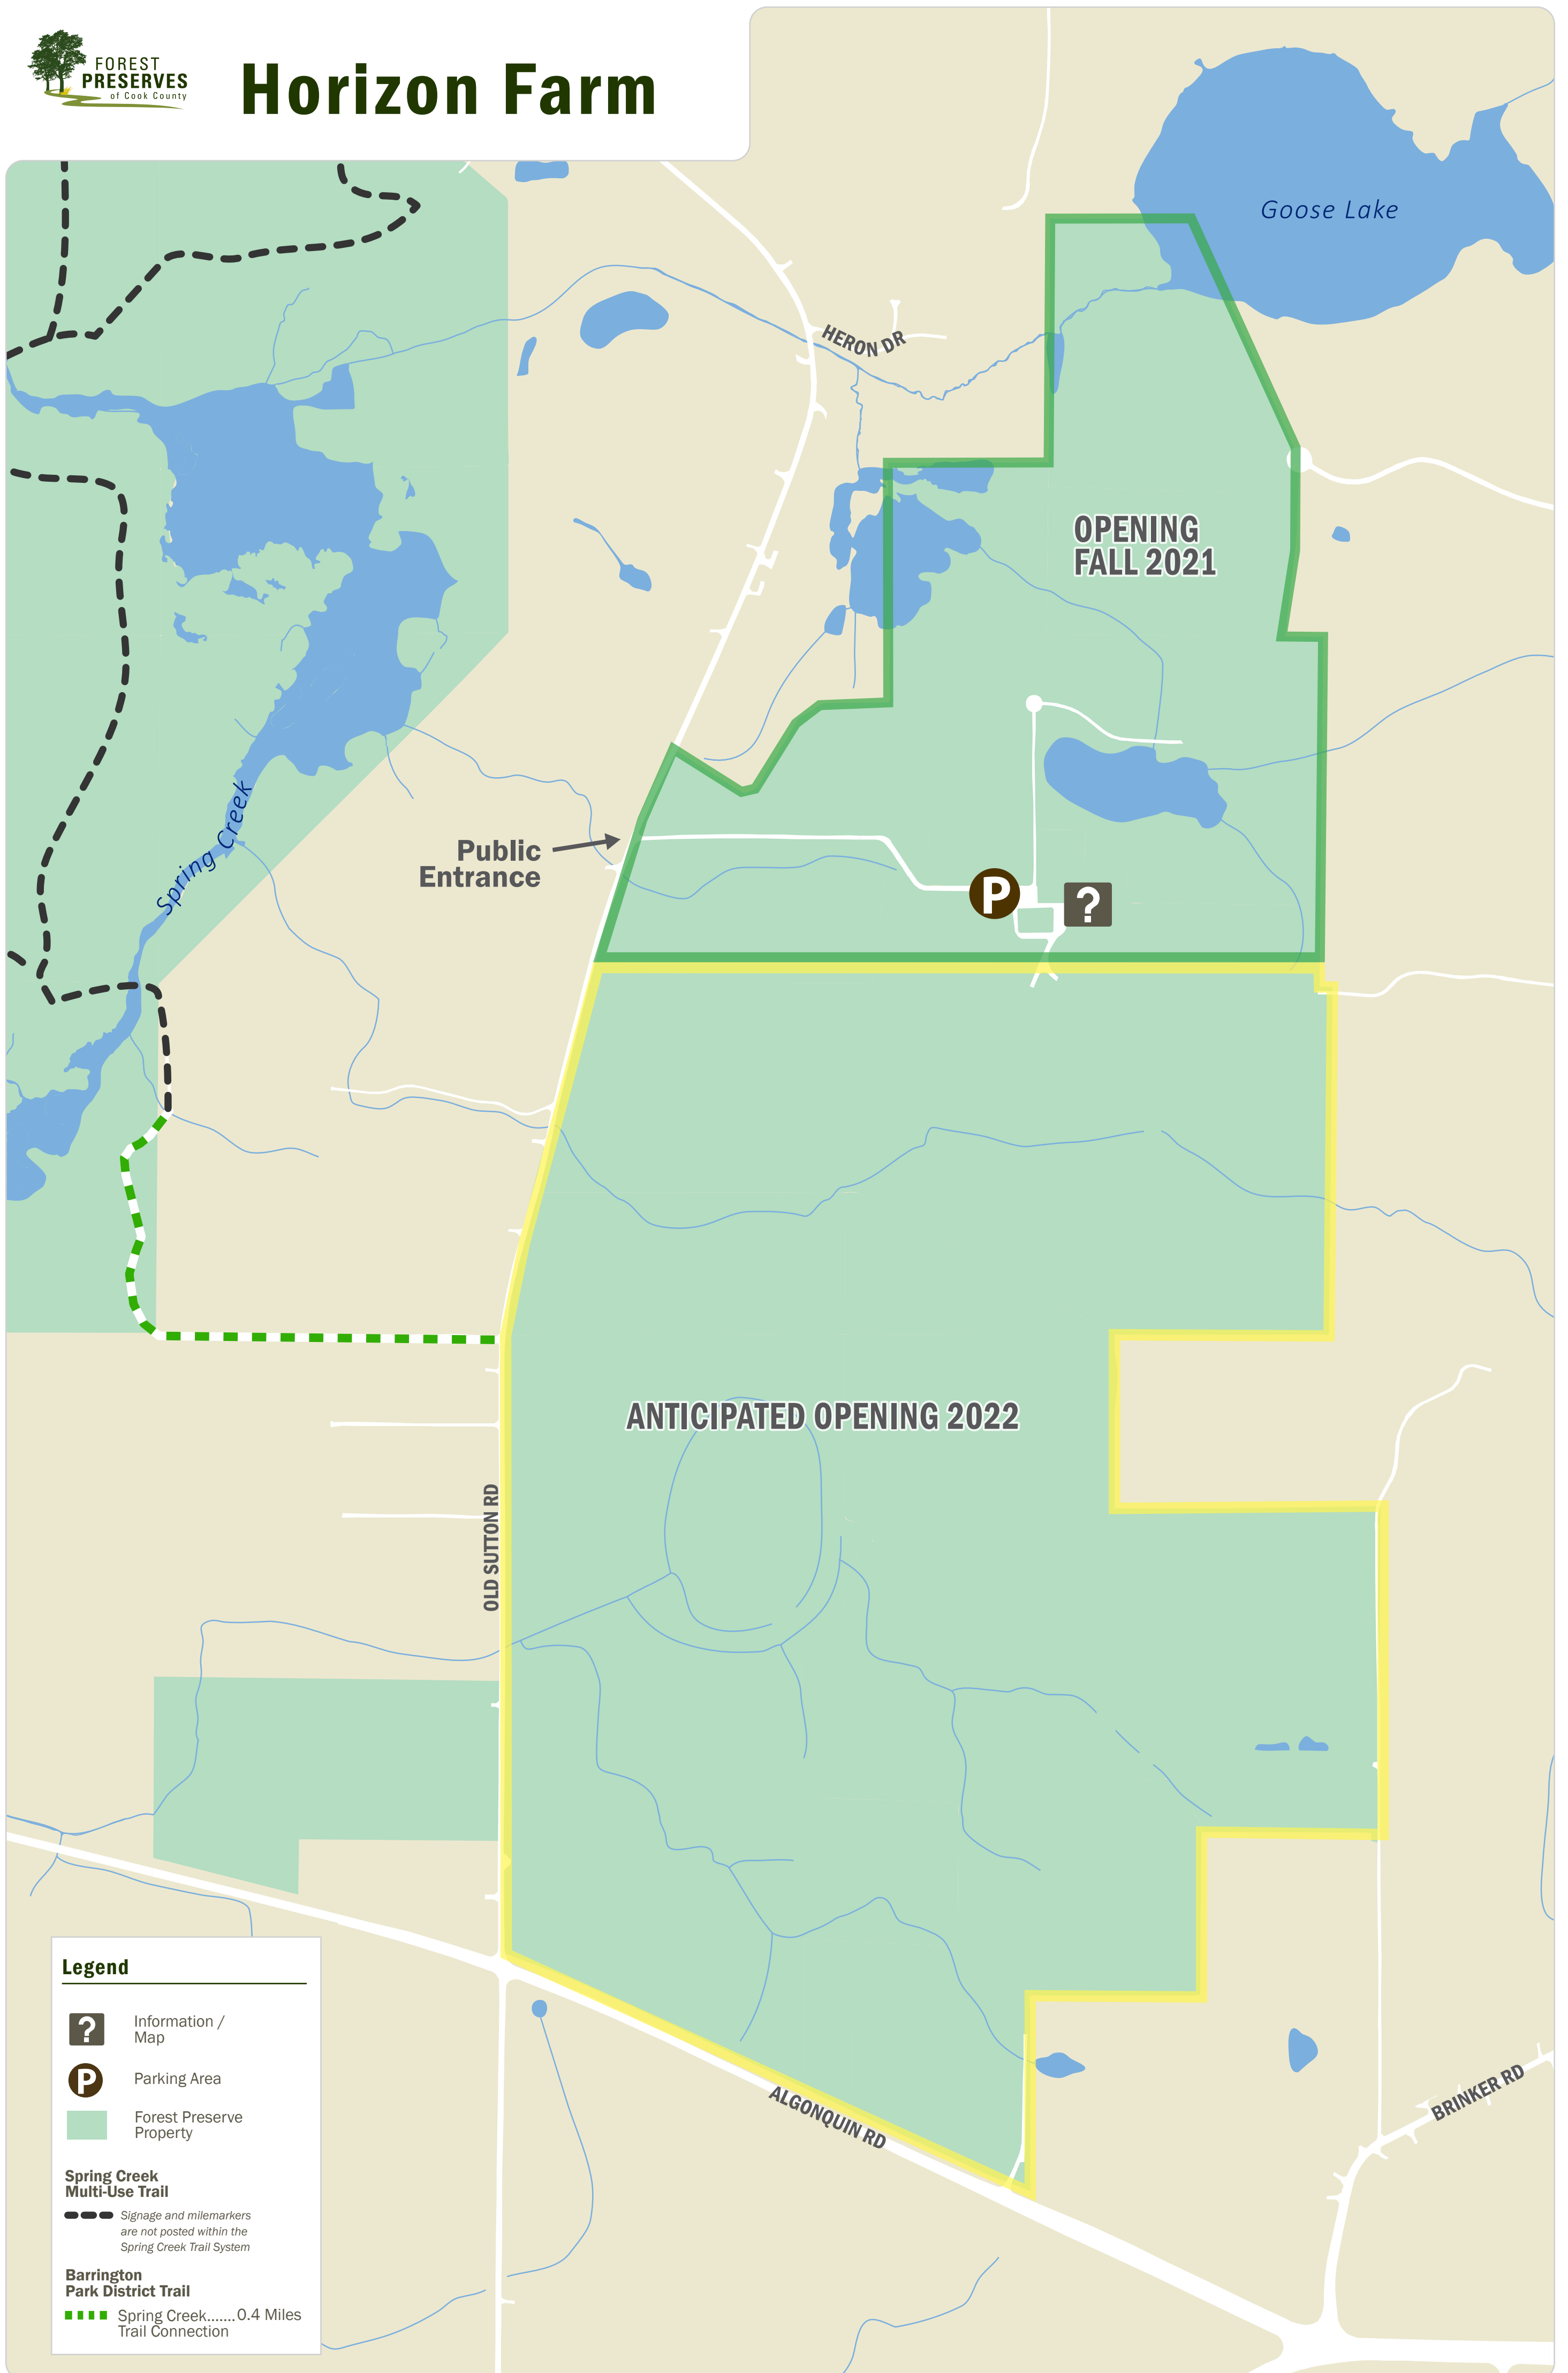 FOREST
PRESERVES
of Cook County
Horizon Farm
Goose Lake
HERON DR
OPENING
FALL 2021
Spring Creek
Public
Entrance
P
?
ANTICIPATED OPENING 2022
OLD SUTTON RD
ALGONQUIN RD
BRINKER RD
Legend
?
Information /
Map
P
Parking Area
Forest Preserve
Property
Spring Creek
Multi-Use Trail
Signage and milemarkers
are not posted within the
Spring Creek Trail System
Barrington
Park District Trail
Spring Creek.......0.4 Miles
Trail Connection